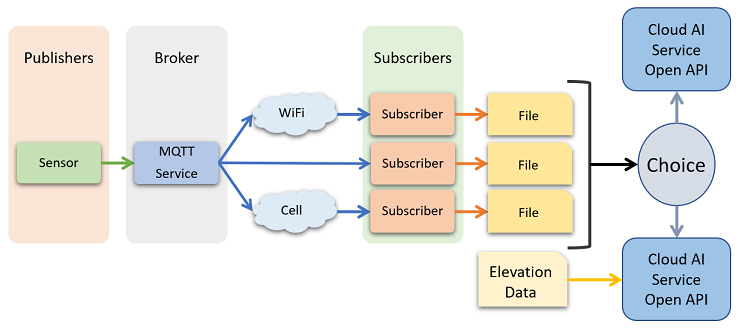 Publishers
Broker
Subscribers
Cloud AI
Service
Open API
WiFi
Subscriber
File
Sensor
MQTT
Service
Subscriber
File
Choice
Cell
Subscriber
File
Elevation
Data
Cloud AI
Service
Open API